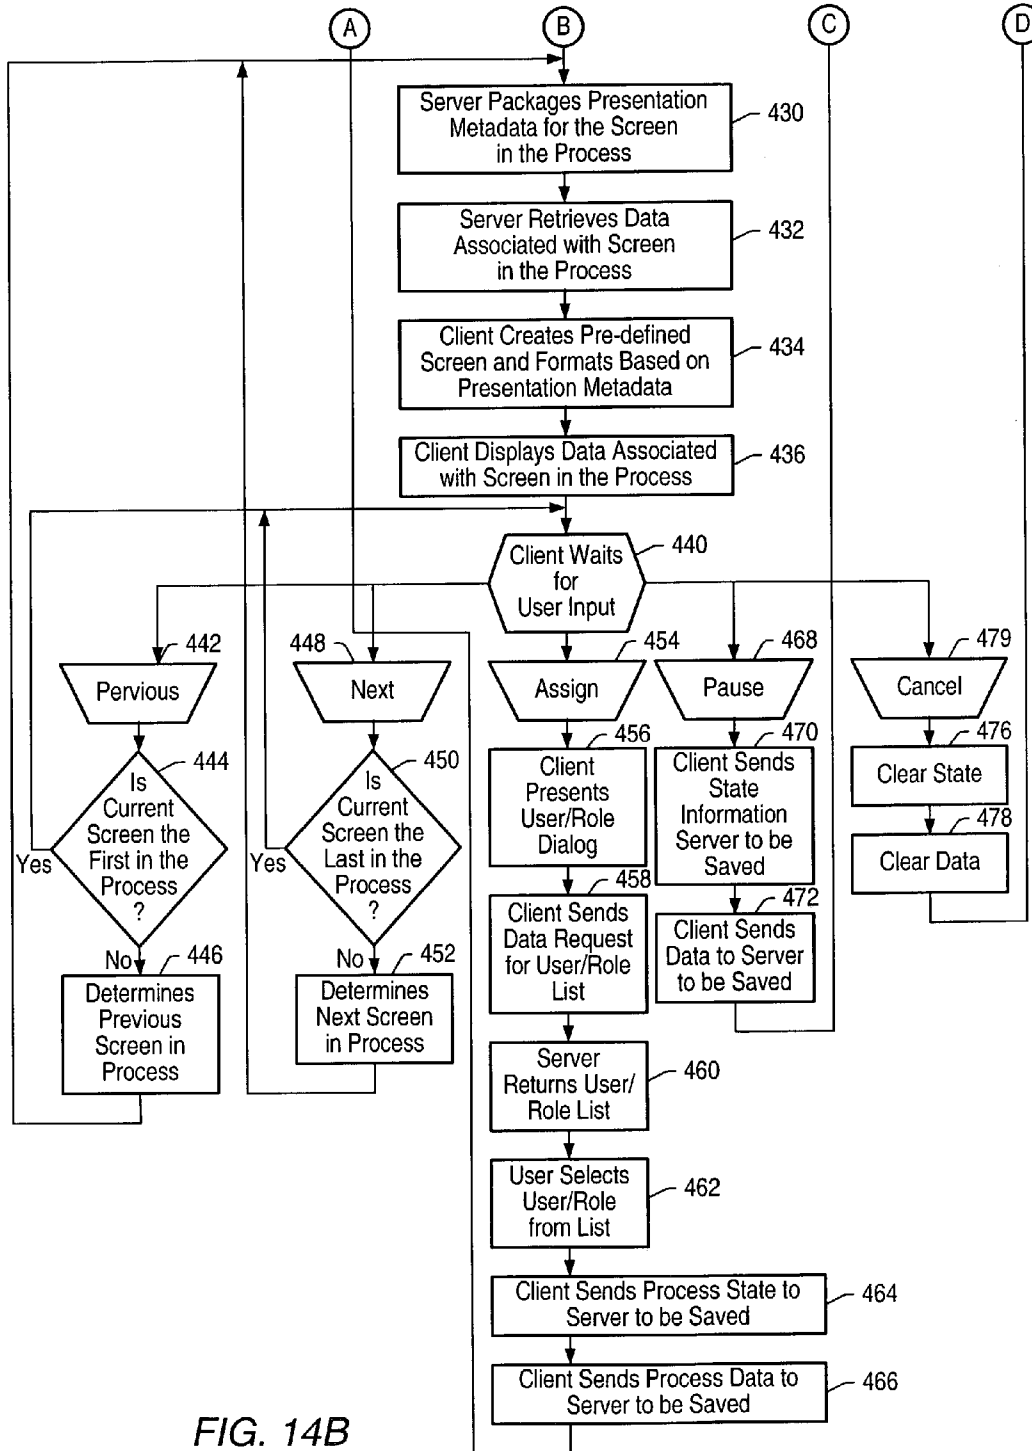 A
B
C
D
Server Packages Presentation
Metadata for the Screen
in the Process
430
Server Retrieves Data
Associated with Screen
in the Process
432
Client Creates Pre-defined
Screen and Formats Based on
Presentation Metadata
434
Client Displays Data Associated
with Screen in the Process
436
Client Waits
for
User Input
440
442
Pervious
448
Next
454
Assign
468
Pause
479
Cancel
444
Is
Current
Screen the
First in the
Process
?
Yes
No
446
Determines
Previous
Screen in
Process
450
Is
Current
Screen the
Last in the
Process
?
Yes
No
452
Determines
Next Screen
in Process
456
Client
Presents
User/Role
Dialog
458
Client Sends
Data Request
for User/Role
List
Server
Returns User/
Role List
460
User Selects
User/Role
from List
462
Client Sends Process State to
Server to be Saved
464
Client Sends Process Data to
Server to be Saved
466
470
Client Sends
State
Information
Server to be
Saved
472
Client Sends
Data to Server
to be Saved
476
Clear State
478
Clear Data
FIG. 14B